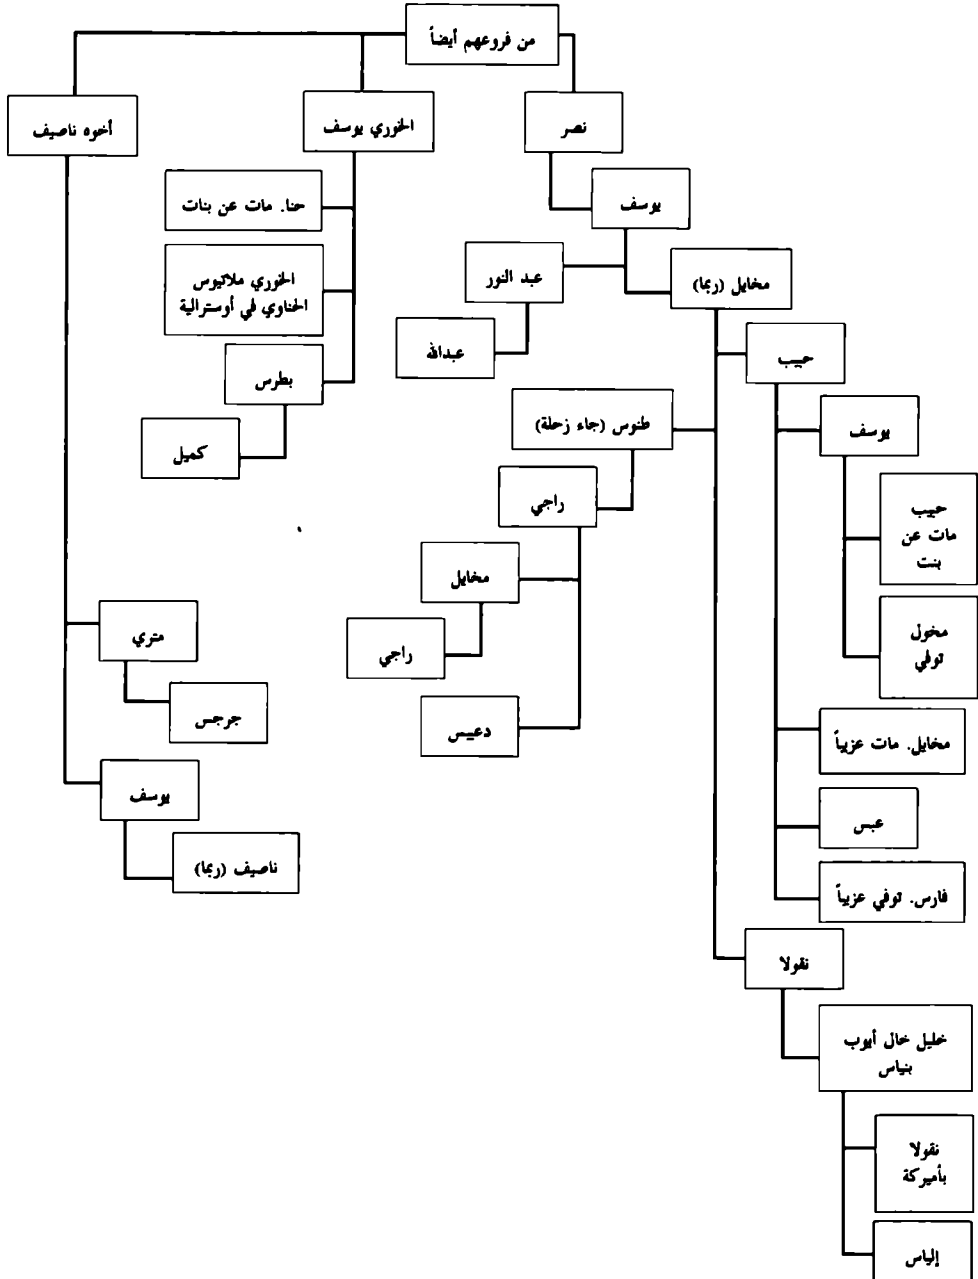 من فروعهم أيضاً
نصر
الخوري يوسف
أخوه ناصيف
يوسف
حنا. مات عن بنات
مخايل (ربما)
عبد النور
الخوري ملاتيوس
الحناوي في أوسترالية
حبيب
عبدالله
بطرس
يوسف
طنوس (جاء زحلة)
كميل
حبيب
مات عن
بنت
راجي
مخايل
مخول
توفي
راجي
متري
جرجس
دعيبس
مخايل. مات عزبياً
يوسف
عبس
ناصيف (ربما)
فارس. توفي عزبياً
نقولا
خليل خال أيوب
بنياس
نقولا
بأميركة
إلياس